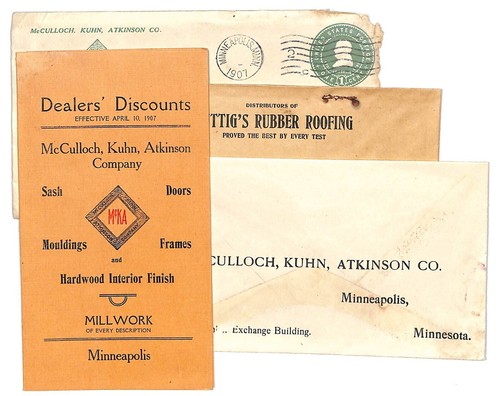 McCULLOCH, KUHN, ATKINSON CO.
MINNEAPOLIS, MINN.
1907
UNITED STATES POSTAGE
DISTRIBUTORS OF
TTIG'S RUBBER ROOFING
PROVED THE BEST BY EVERY TEST
Dealers' Discounts
EFFECTIVE APRIL 10, 1907
McCulloch, Kuhn, Atkinson
Company
Sash Doors
McKA
Mouldings Frames
and
Hardwood Interior Finish
MILLWORK
OF EVERY DESCRIPTION
Minneapolis
CULLOCH, KUHN, ATKINSON CO.
Minneapolis,
Exchange Building. Minnesota.